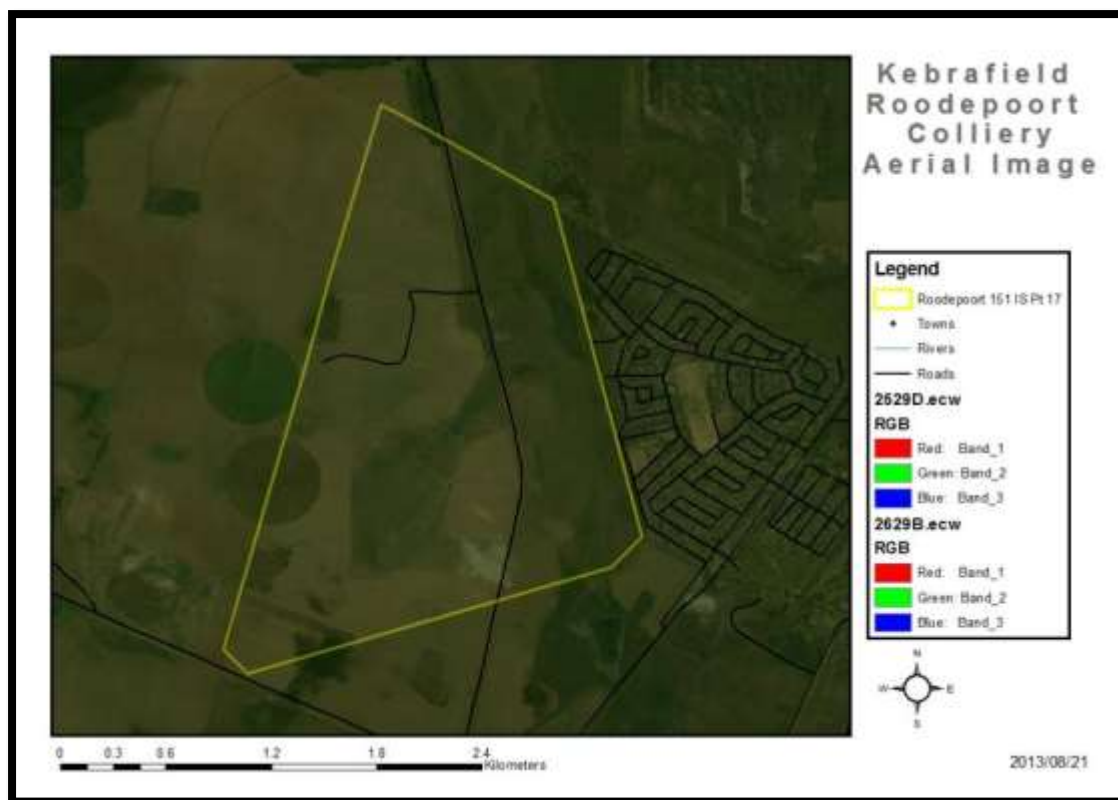 Kebrafield
Roodepoort
Colliery
Aerial Image
Legend
Roodepoort 151 IS Pt 17
Towns
Rivers
Roads
2529D.ecw
RGB
Red: Band_1
Green: Band_2
Blue: Band_3
2629B.ecw
RGB
Red: Band_1
Green: Band_2
Blue: Band_3
N
W E
S
0 0.3 0.6 1.2 1.8 2.4
Kilometers
2013/08/21